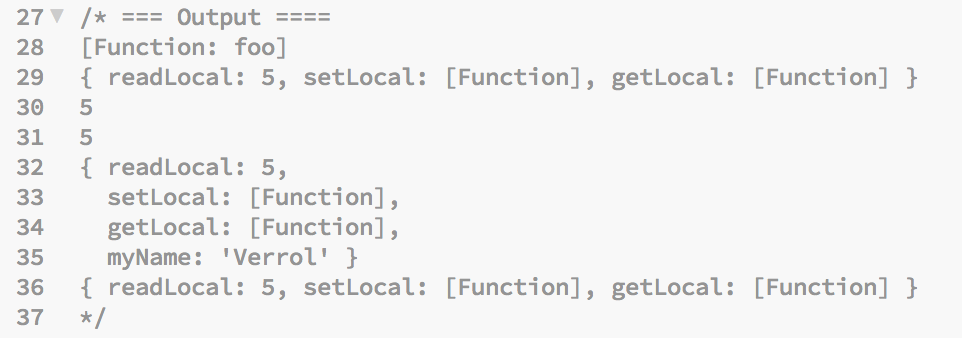 27 /* === Output ====
28 [Function: foo]
29 { readLocal: 5, setLocal: [Function], getLocal: [Function] }
30 5
31 5
32 { readLocal: 5,
33   setLocal: [Function],
34   getLocal: [Function],
35   myName: 'Verrol' }
36 { readLocal: 5, setLocal: [Function], getLocal: [Function] }
37 */